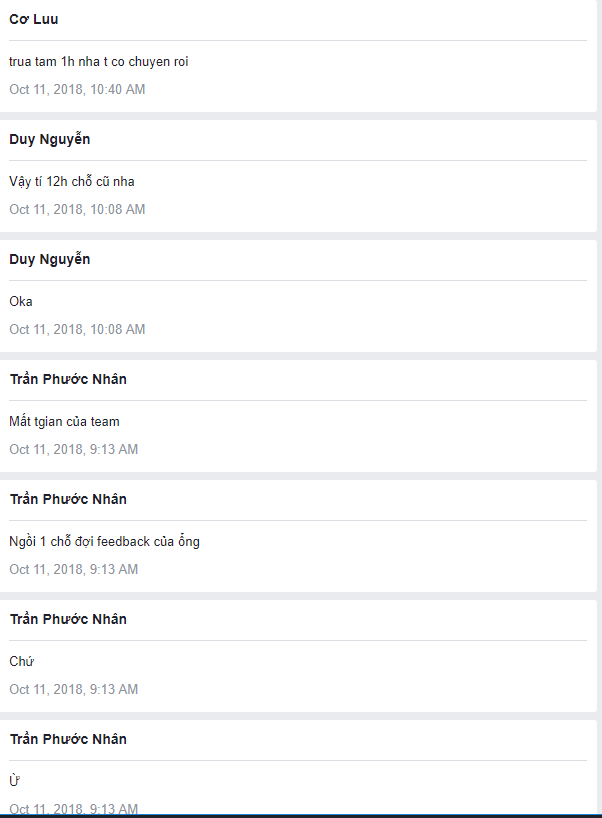 Cơ Luu
trua tam 1h nha t co chuyen roi
Oct 11, 2018, 10:40 AM
Duy Nguyễn
Vậy tí 12h chỗ cũ nha
Oct 11, 2018, 10:08 AM
Duy Nguyễn
Oka
Oct 11, 2018, 10:08 AM
Trần Phước Nhân
Mất tgian của team
Oct 11, 2018, 9:13 AM
Trần Phước Nhân
Ngồi 1 chỗ đợi feedback của ổng
Oct 11, 2018, 9:13 AM
Trần Phước Nhân
Chứ
Oct 11, 2018, 9:13 AM
Trần Phước Nhân
Ừ
Oct 11, 2018, 9:13 AM